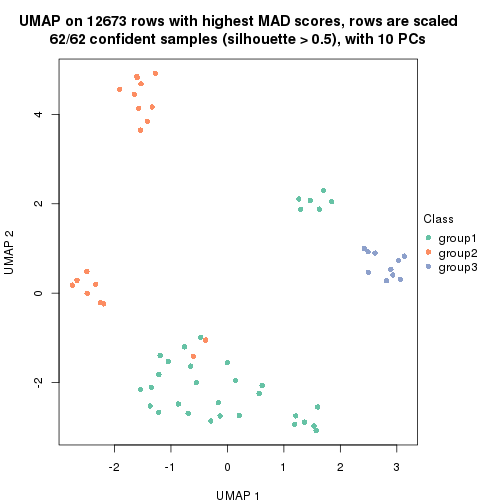 UMAP on 12673 rows with highest MAD scores, rows are scaled
62/62 confident samples (silhouette > 0.5), with 10 PCs
4
2
0
-2
UMAP 2
-2
-1
0
1
2
3
UMAP 1
Class
group1
group2
group3